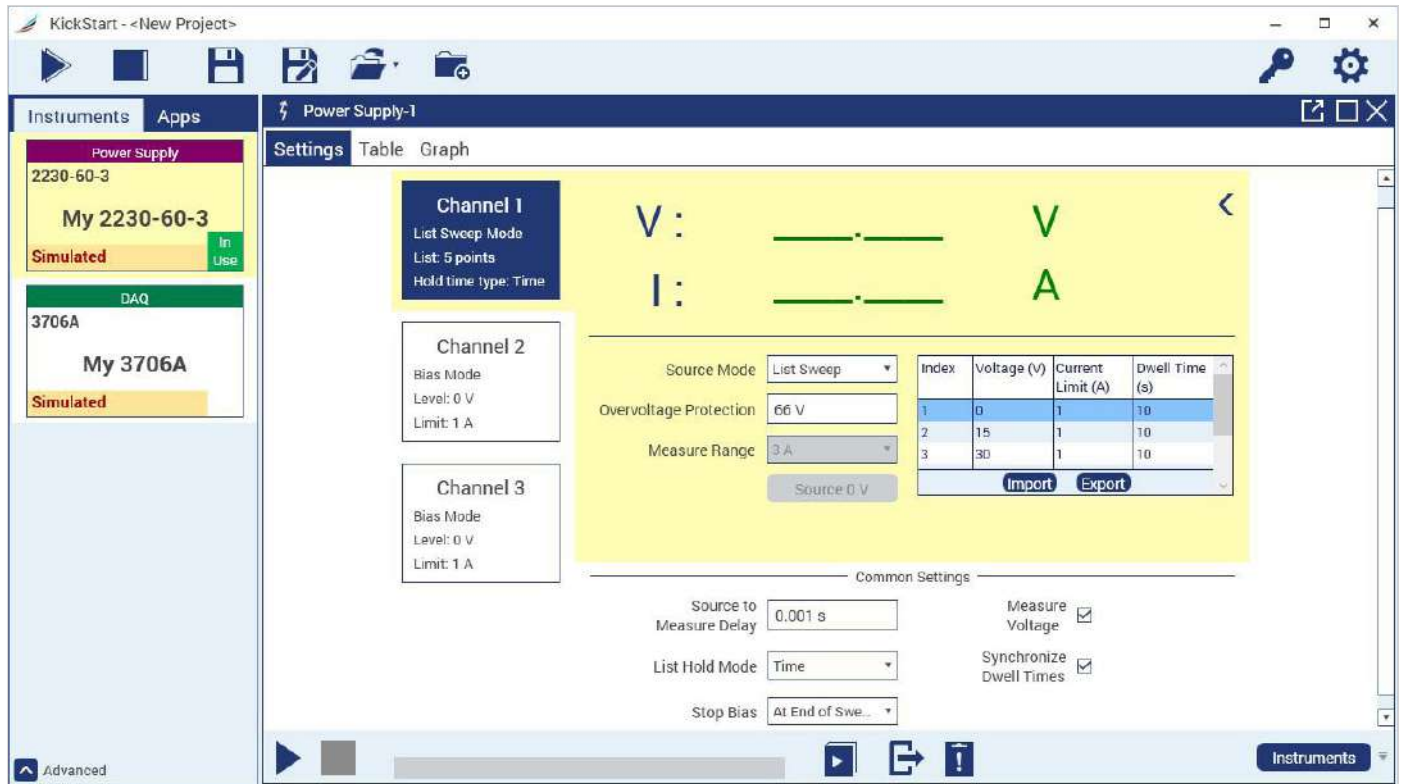 KickStart - <New Project>
Instruments Apps
Power Supply
2230-60-3
My 2230-60-3
Simulated
In Use
DAQ
3706A
My 3706A
Simulated
Advanced
Power Supply-1
Settings Table Graph
Channel 1
List Sweep Mode
List: 5 points
Hold time type: Time
Channel 2
Bias Mode
Level: 0 V
Limit: 1 A
Channel 3
Bias Mode
Level: 0 V
Limit: 1 A
V : __.__ V
I : __.__ A
Source Mode List Sweep
Overvoltage Protection 66 V
Measure Range 3 A
Source 0 V
Index Voltage (V) Current Limit (A) Dwell Time (s)
1 0 1 10
2 15 1 10
3 30 1 10
Import Export
Common Settings
Source to Measure Delay 0.001 s
Measure Voltage
List Hold Mode Time
Synchronize Dwell Times
Stop Bias At End of Swe...
Instruments